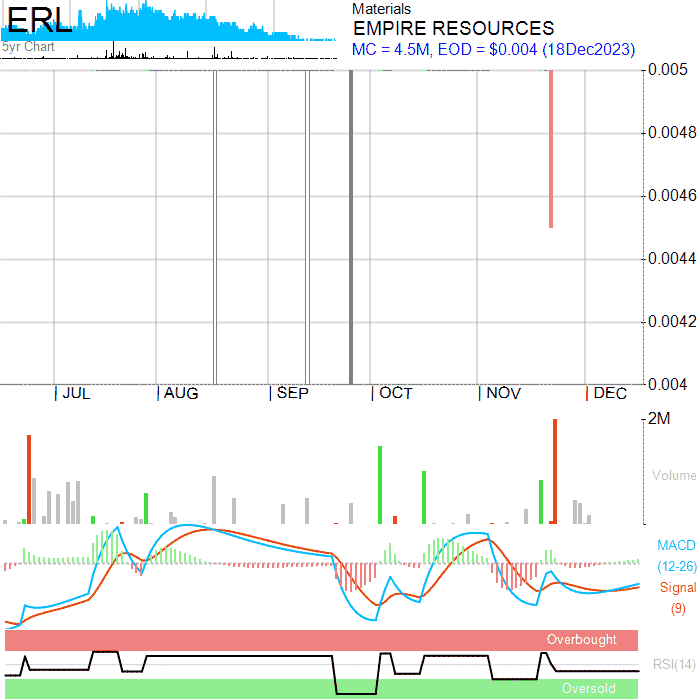 ERL
5yr Chart
Materials
EMPIRE RESOURCES
MC = 4.5M, EOD = $0.004 (18Dec2023)
0.005
0.0048
0.0046
0.0044
0.0042
0.004
JUL AUG SEP OCT NOV DEC
2M
Volume
MACD
(12-26)
Signal
(9)
Overbought
RSI(14)
Oversold